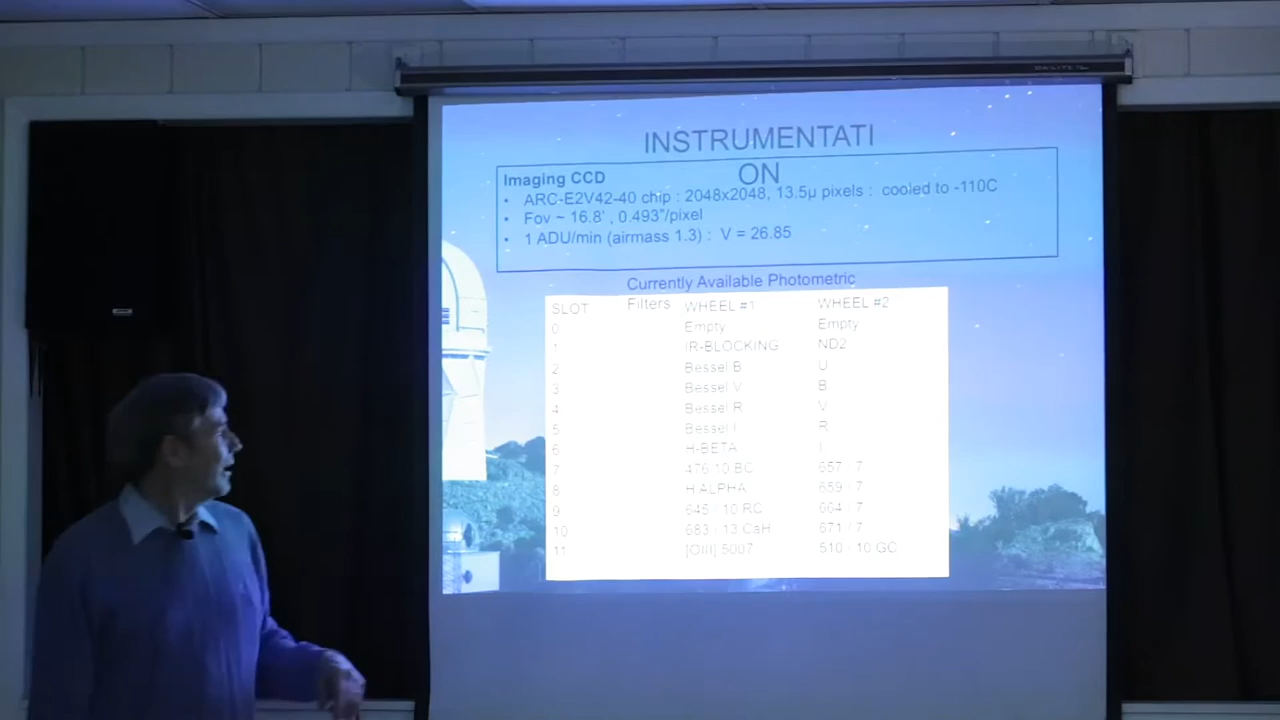 DA-LITE
INSTRUMENTATI
ON
Imaging CCD
• ARC-E2V42-40 chip : 2048x2048, 13.5μ pixels : cooled to -110C
• Fov ~ 16.8' , 0.493"/pixel
• 1 ADU/min (airmass 1.3) : V = 26.85
Currently Available Photometric
Filters
SLOT WHEEL #1 WHEEL #2
0 Empty Empty
1 IR-BLOCKING ND2
2 Bessel B U
3 Bessel V B
4 Bessel R V
5 Bessel I R
6 H-BETA I
7 476/10 BC 657 / 7
8 H ALPHA 659 / 7
9 645 / 10 RC 664 / 7
10 683 / 13 CaH 671 / 7
11 [OIII] 5007 510 / 10 GC